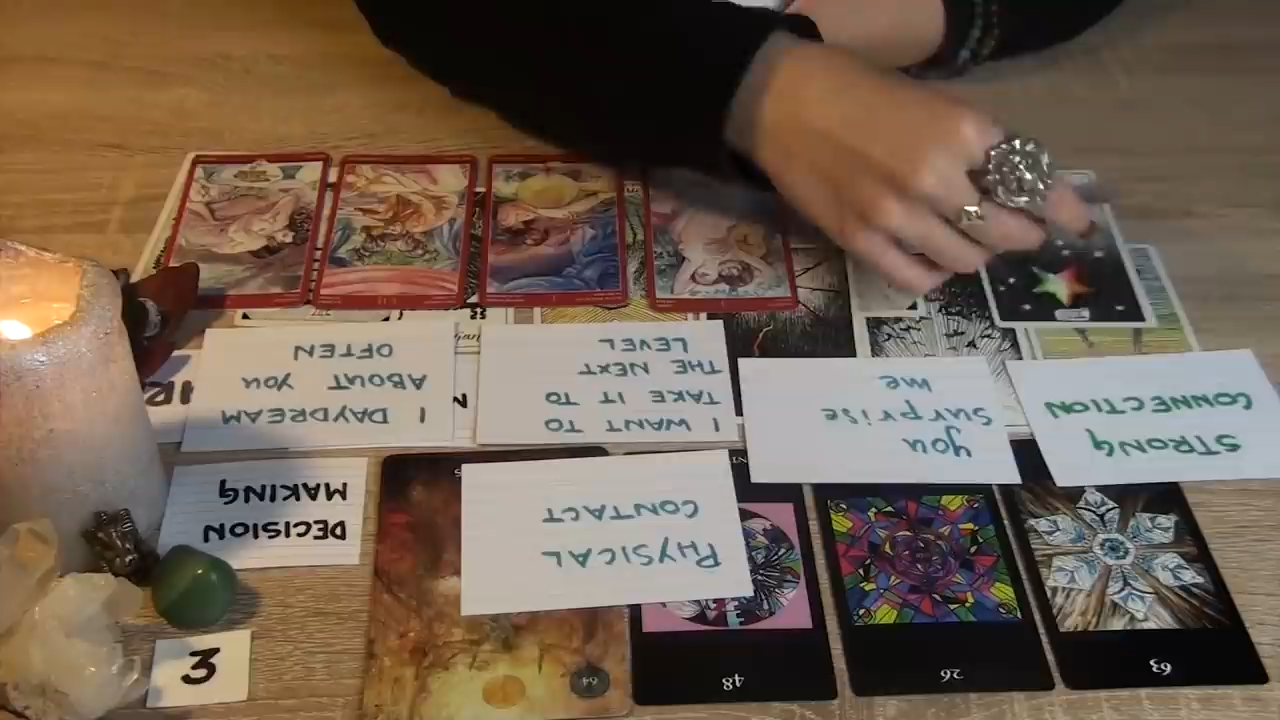 I DAYDREAM
ABOUT YOU
OFTEN
I WANT TO
TAKE IT TO
THE NEXT
LEVEL
you
surprise
me
STRONG
CONNECTION
DECISION
MAKING
PHYSICAL
CONTACT
3
64
48
26
63